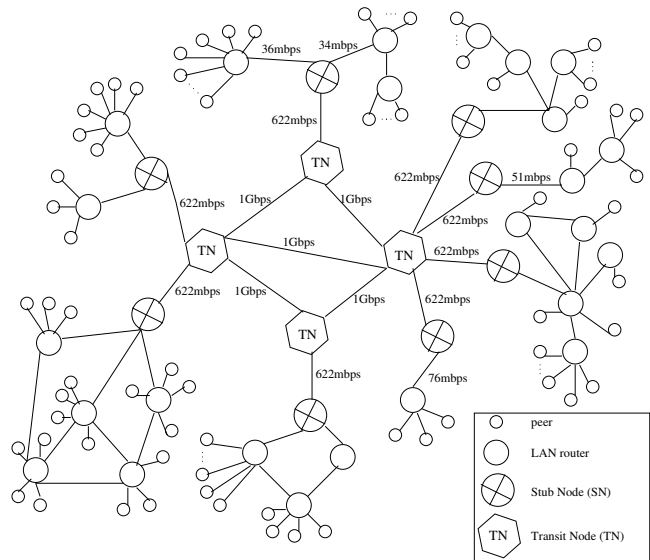 36mbps
34mbps
622mbps
TN
622mbps
51mbps
622mbps
1Gbps
1Gbps
622mbps
622mbps
TN
1Gbps
TN
622mbps
1Gbps
1Gbps
622mbps
TN
622mbps
76mbps
peer
LAN router
Stub Node (SN)
TN
Transit Node (TN)